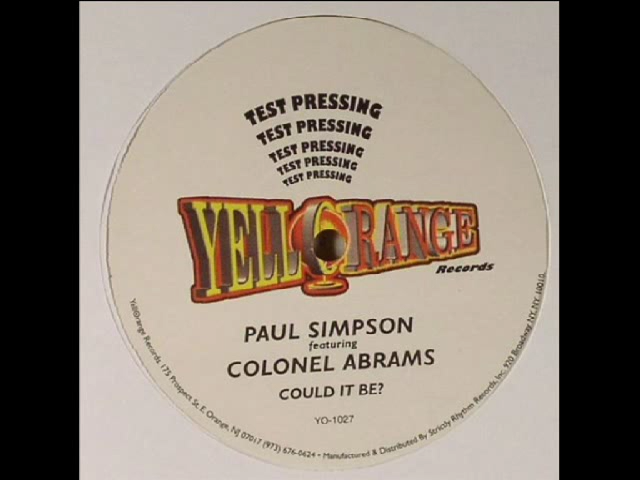 TEST PRESSING
TEST PRESSING
TEST PRESSING
TEST PRESSING
TEST PRESSING
YELLORANGE
Records
PAUL SIMPSON
featuring
COLONEL ABRAMS
COULD IT BE?
YO-1027
YellOrange Records 175 Prospect St. E. Orange, NJ 07017 (973) 676-0624 • Manufactured & Distributed By Strictly Rhythm Records, Inc. 920 Broadway NY, NY 10010